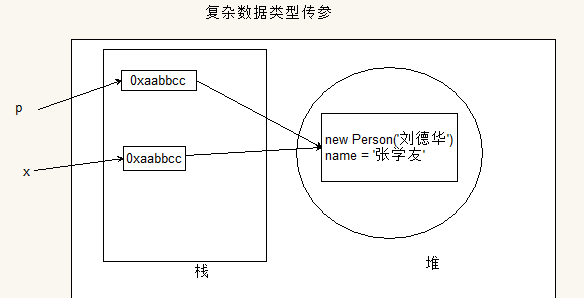 复杂数据类型传参
0xaabbcc
p
new Person('刘德华')
name = '张学友'
0xaabbcc
x
栈
堆